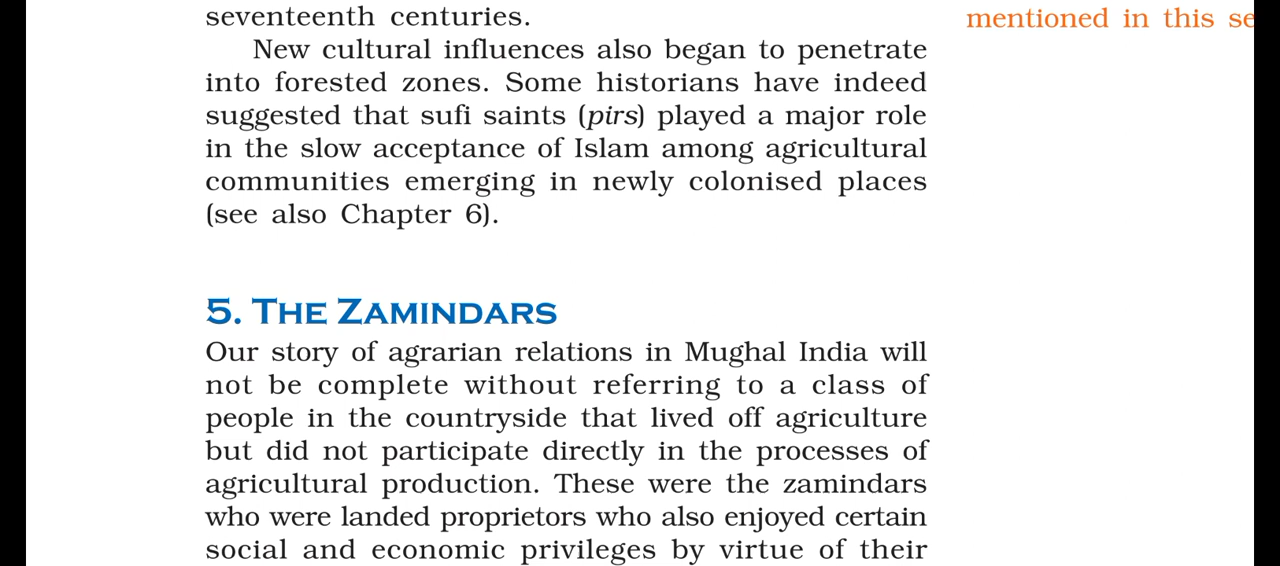 seventeenth centuries.
New cultural influences also began to penetrate
into forested zones. Some historians have indeed
suggested that sufi saints (pirs) played a major role
in the slow acceptance of Islam among agricultural
communities emerging in newly colonised places
(see also Chapter 6).
5. THE ZAMINDARS
Our story of agrarian relations in Mughal India will
not be complete without referring to a class of
people in the countryside that lived off agriculture
but did not participate directly in the processes of
agricultural production. These were the zamindars
who were landed proprietors who also enjoyed certain
social and economic privileges by virtue of their
mentioned in this se